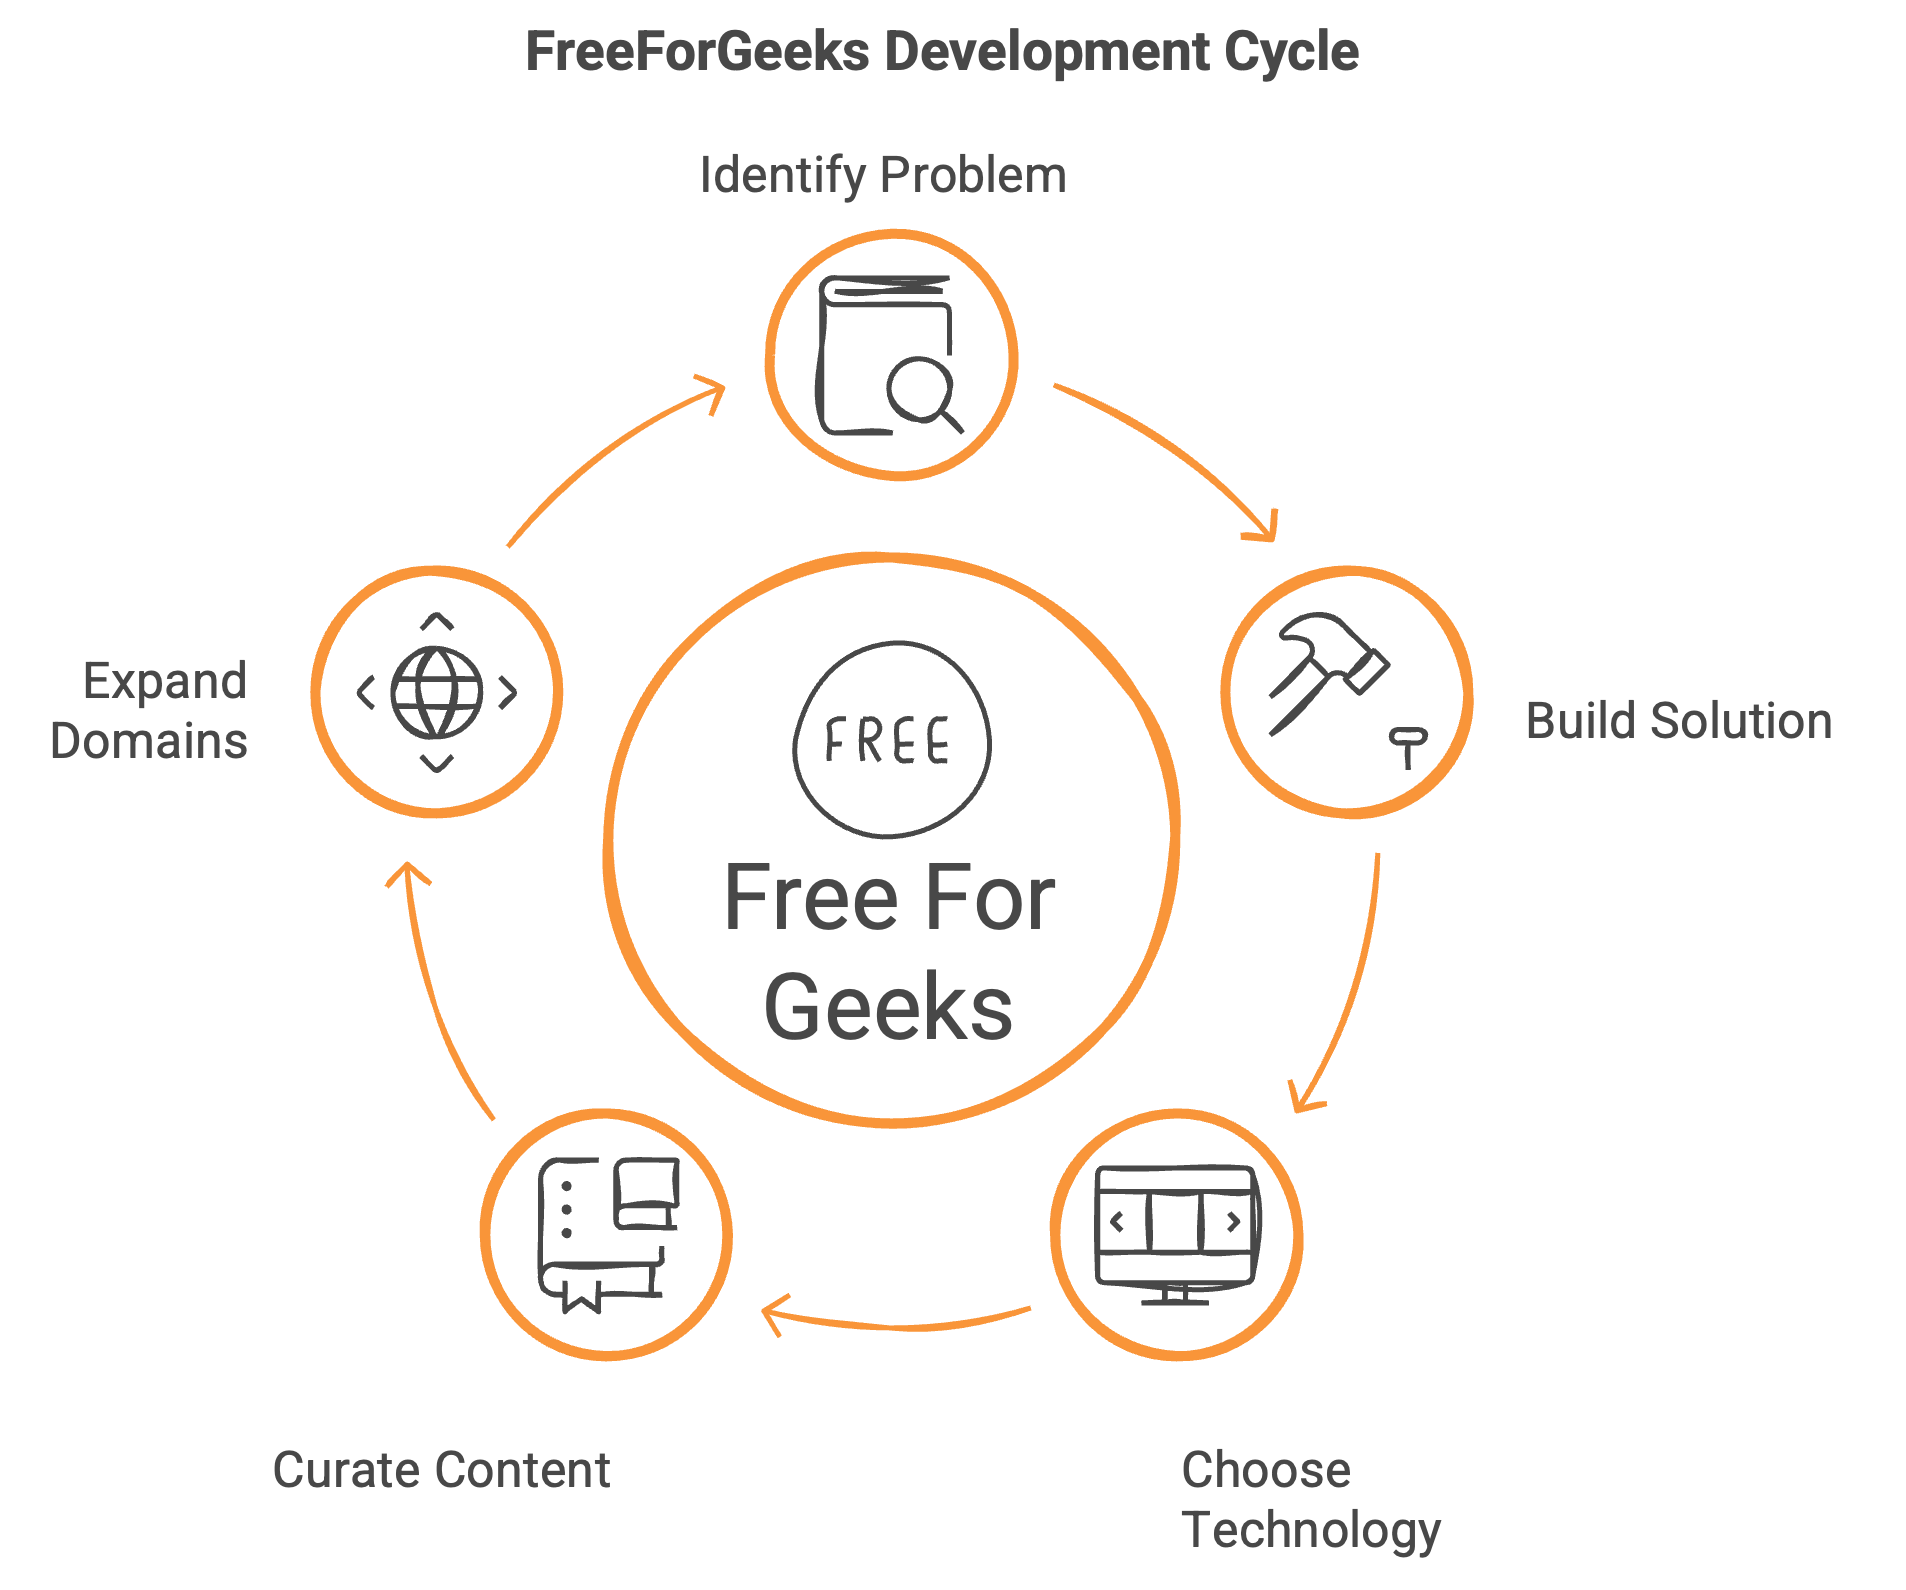 FreeForGeeks Development Cycle
Identify Problem
Expand
Domains
Build Solution
FREE
Free For
Geeks
Curate Content
Choose
Technology